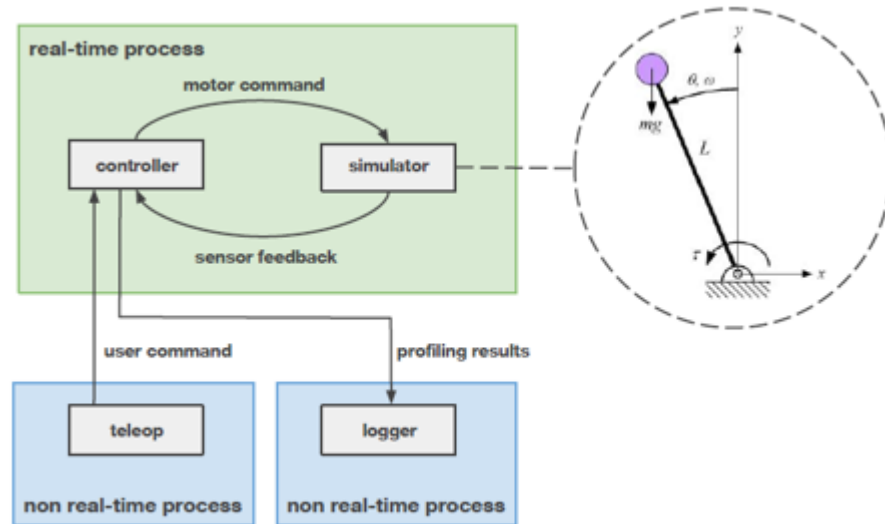 real-time process
motor command
controller
simulator
sensor feedback
y
θ, ω
mg
L
τ
x
user command
profiling results
teleop
logger
non real-time process
non real-time process